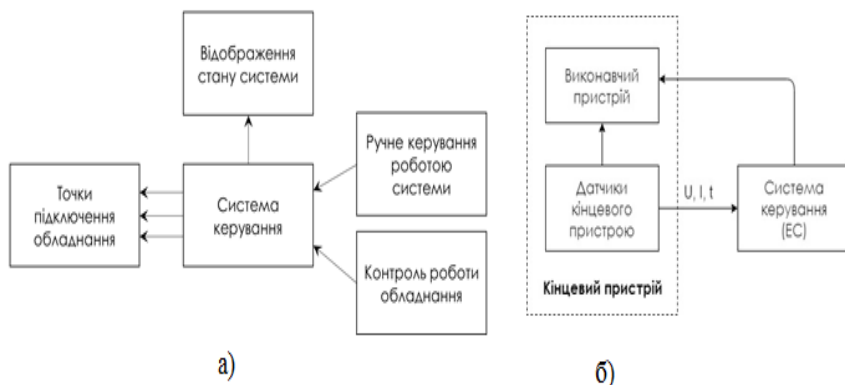 Відображення
стану системи
Точки
підключення
обладнання
Система
керування
Ручне керування
роботою
системи
Контроль роботи
обладнання
а)
Виконавчий
пристрій
Датчики
кінцевого
пристрою
U, I, t
Система
керування
(ЕС)
Кінцевий пристрій
б)